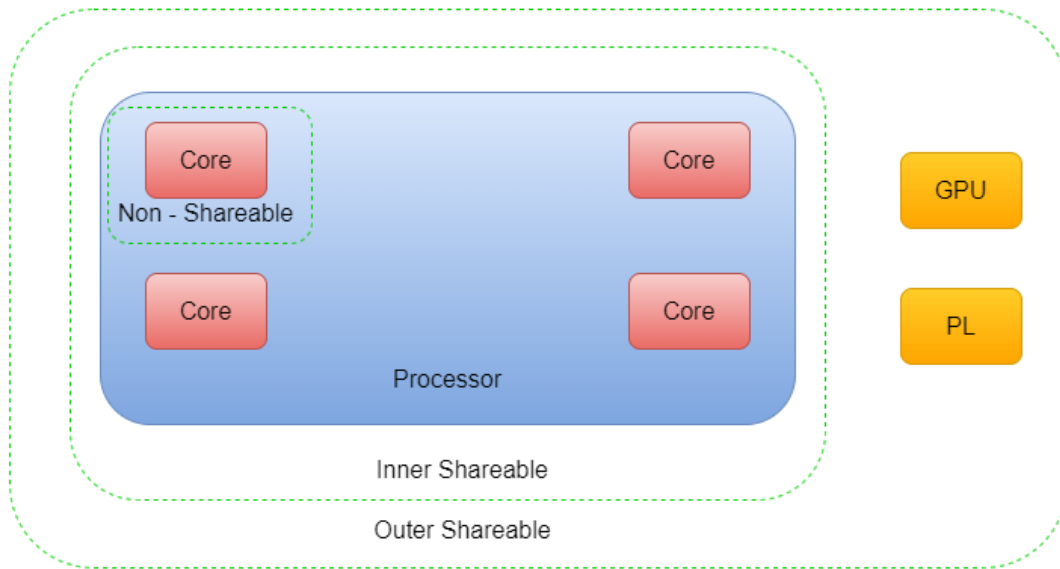 Core
Core
GPU
Non - Shareable
Core
Core
PL
Processor
Inner Shareable
Outer Shareable